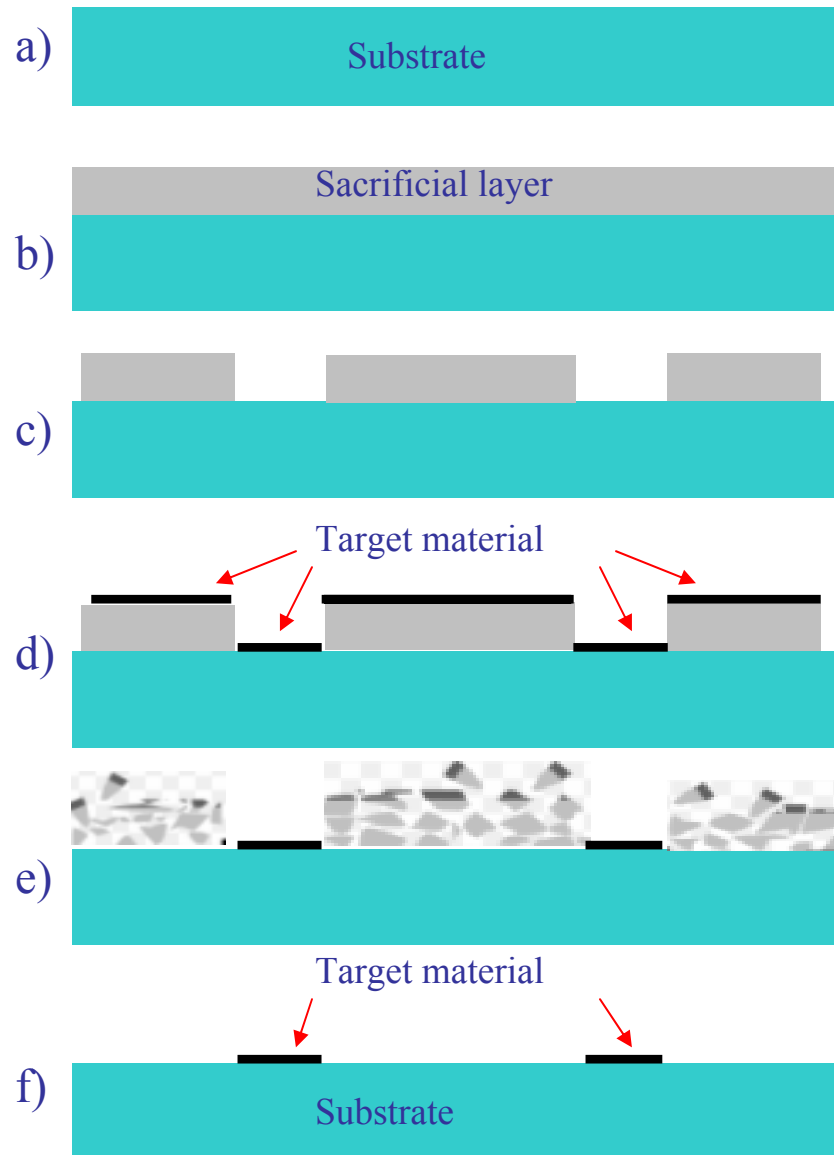 a)
Substrate
Sacrificial layer
b)
c)
Target material
d)
e)
Target material
f)
Substrate